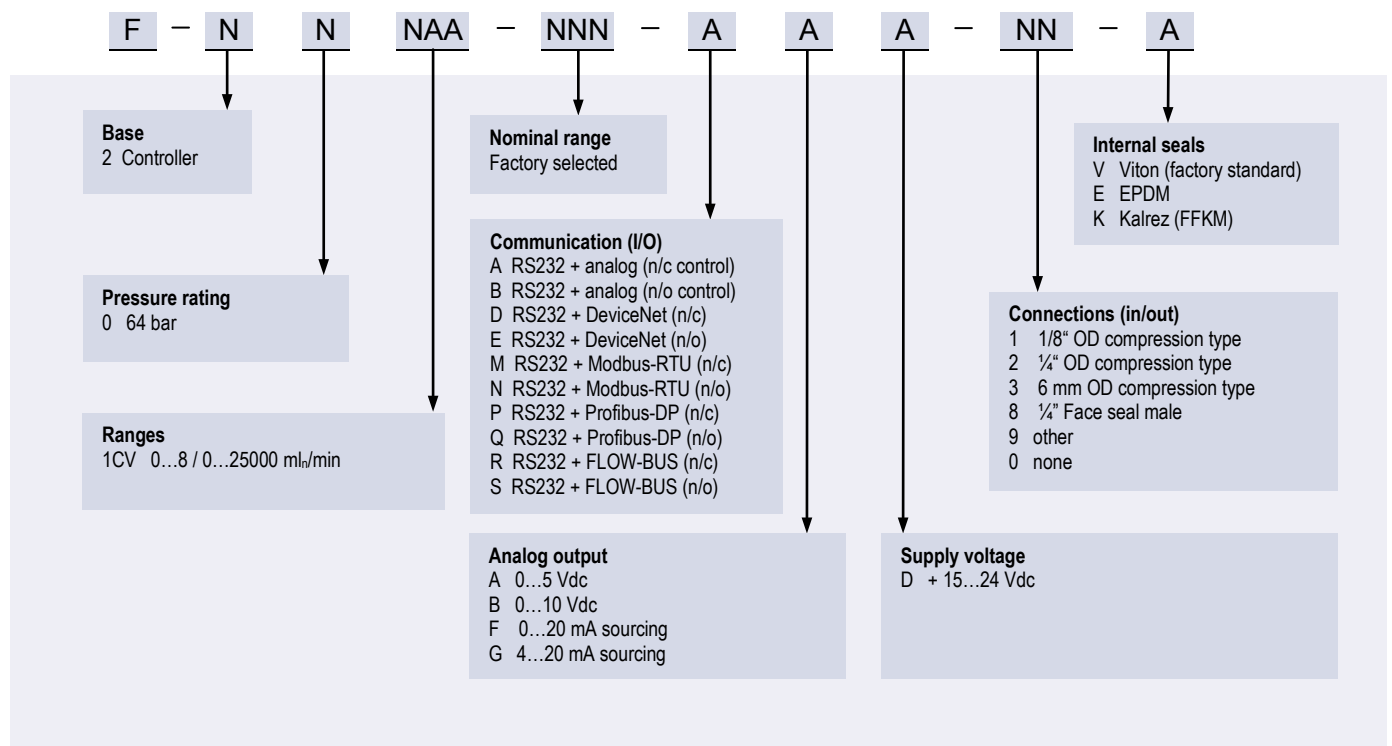 F – N N NAA – NNN – A A A – NN – A
Base
2 Controller
Pressure rating
0 64 bar
Ranges
1CV 0…8 / 0…25000 mlₙ/min
Nominal range
Factory selected
Communication (I/O)
A RS232 + analog (n/c control)
B RS232 + analog (n/o control)
D RS232 + DeviceNet (n/c)
E RS232 + DeviceNet (n/o)
M RS232 + Modbus-RTU (n/c)
N RS232 + Modbus-RTU (n/o)
P RS232 + Profibus-DP (n/c)
Q RS232 + Profibus-DP (n/o)
R RS232 + FLOW-BUS (n/c)
S RS232 + FLOW-BUS (n/o)
Analog output
A 0…5 Vdc
B 0…10 Vdc
F 0…20 mA sourcing
G 4…20 mA sourcing
Internal seals
V Viton (factory standard)
E EPDM
K Kalrez (FFKM)
Connections (in/out)
1 1/8“ OD compression type
2 ¼“ OD compression type
3 6 mm OD compression type
8 ¼” Face seal male
9 other
0 none
Supply voltage
D + 15…24 Vdc